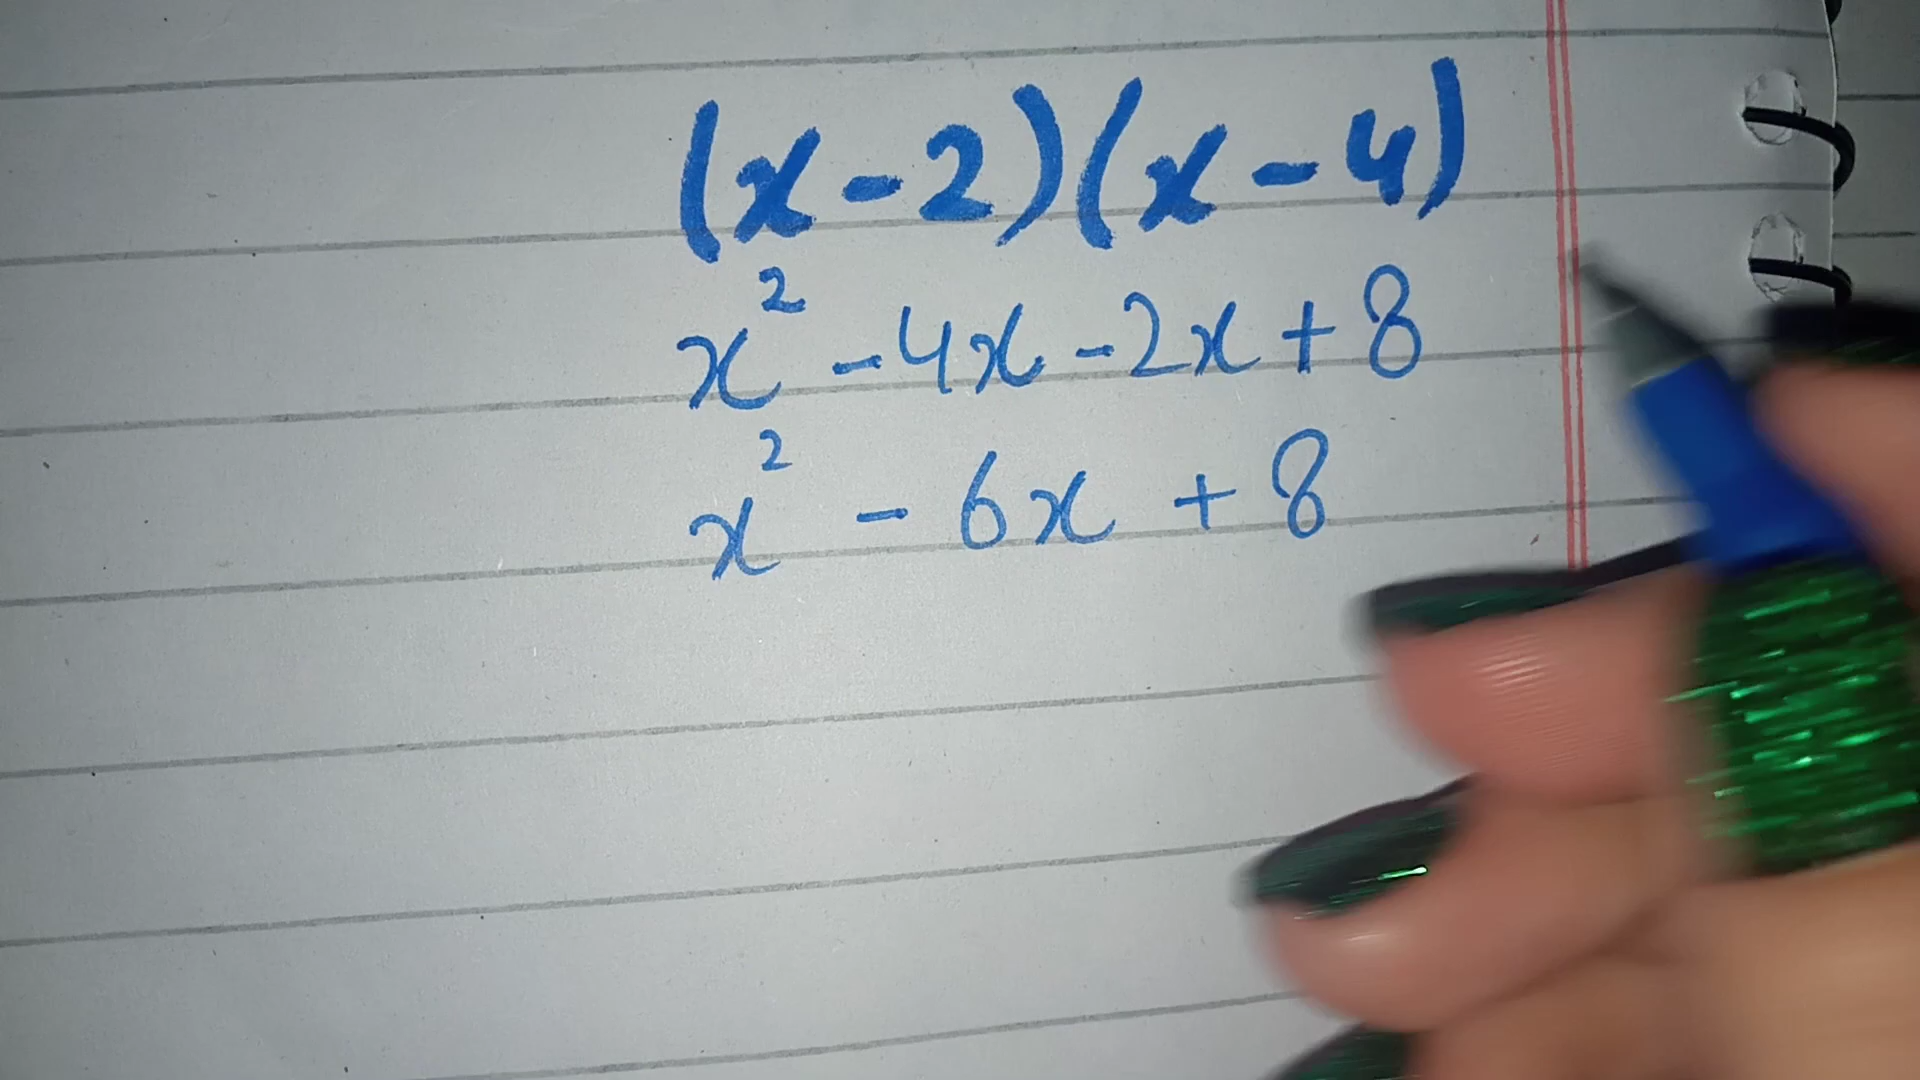 (x-2)(x-4)
x² -4x -2x + 8
x² - 6x + 8